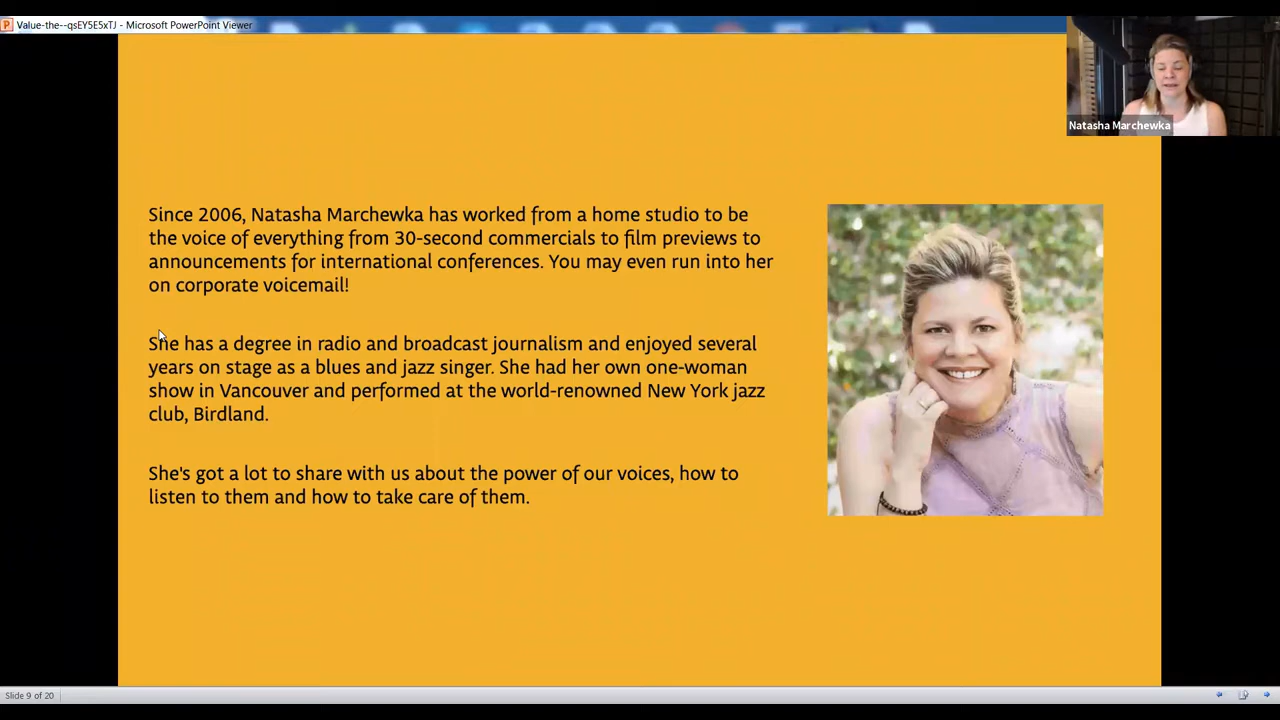 Value-the--qsEY5E5xTJ - Microsoft PowerPoint Viewer
Natasha Marchewka
Since 2006, Natasha Marchewka has worked from a home studio to be
the voice of everything from 30-second commercials to film previews to
announcements for international conferences. You may even run into her
on corporate voicemail!
She has a degree in radio and broadcast journalism and enjoyed several
years on stage as a blues and jazz singer. She had her own one-woman
show in Vancouver and performed at the world-renowned New York jazz
club, Birdland.
She's got a lot to share with us about the power of our voices, how to
listen to them and how to take care of them.
Slide 9 of 20